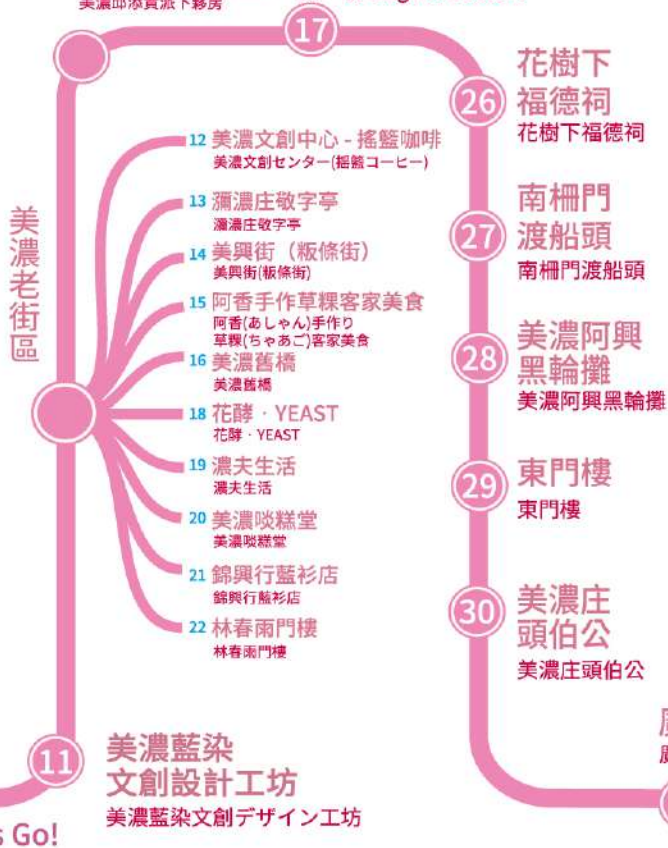 美濃邱添貴派下夥房
17
26
花樹下
福德祠
花樹下福徳祠
12 美濃文創中心 - 搖籃咖啡
美濃文創センター(揺籃コーヒー)
13 瀰濃庄敬字亭
瀰濃庄敬字亭
14 美興街（粄條街）
美興街(粄條街)
15 阿香手作草粿客家美食
阿香(あしゃん)手作り
草粿(ちゃあご)客家美食
16 美濃舊橋
美濃舊橋
18 花酵 · YEAST
花酵 · YEAST
19 濃夫生活
濃夫生活
20 美濃啖糕堂
美濃啖糕堂
21 錦興行藍衫店
錦興行藍衫店
22 林春雨門樓
林春雨門樓
美濃老街區
27
南柵門
渡船頭
南柵門渡船頭
28
美濃阿興
黑輪攤
美濃阿興黒輪攤
29
東門樓
東門樓
30
美濃庄
頭伯公
美濃庄頭伯公
11
美濃藍染
文創設計工坊
美濃藍染文創デザイン工坊
s Go!